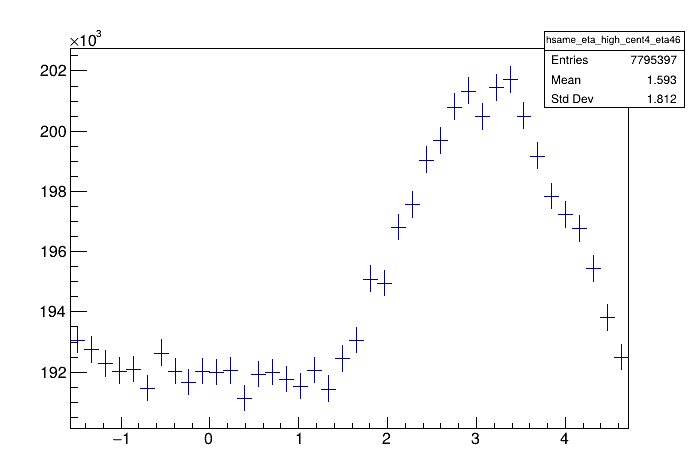 ×10³
hsame_eta_high_cent4_eta46
Entries 7795397
Mean 1.593
Std Dev 1.812
202
200
198
196
194
192
−1 0 1 2 3 4